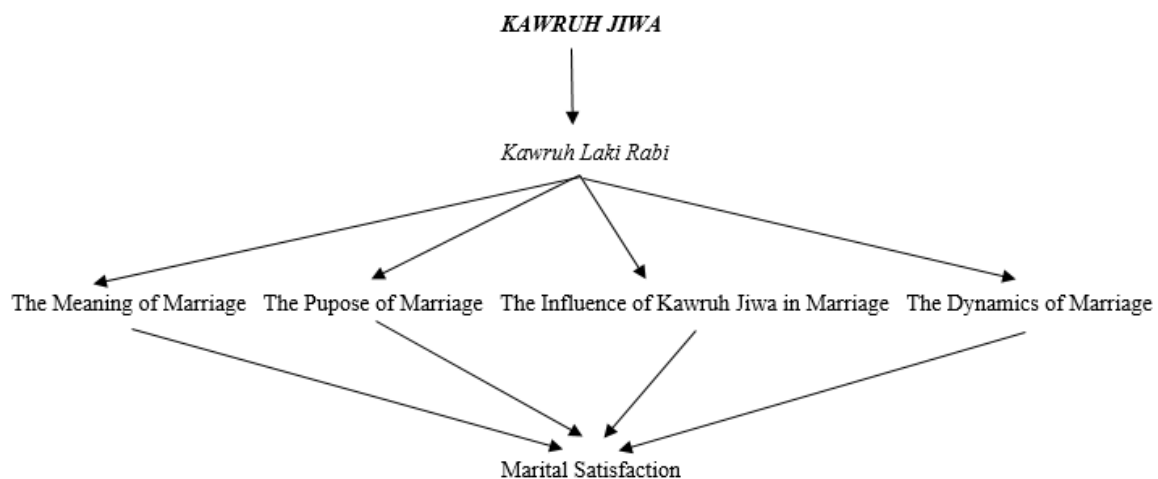 KAWRUH JIWA
Kawruh Laki Rabi
The Meaning of Marriage
The Pupose of Marriage
The Influence of Kawruh Jiwa in Marriage
The Dynamics of Marriage
Marital Satisfaction